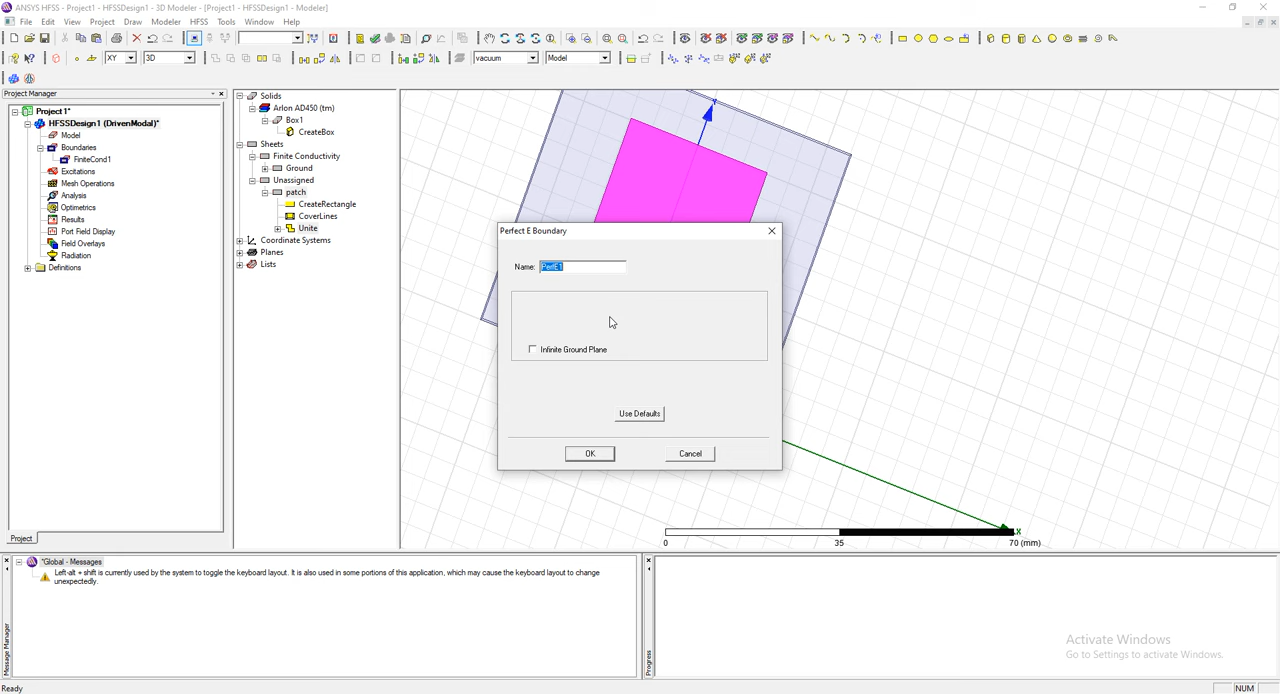 ANSYS HFSS - Project1 - HFSSDesign1 - 3D Modeler - [Project1 - HFSSDesign1 - Modeler]
File Edit View Project Draw Modeler HFSS Tools Window Help
XY 3D vacuum Model
Project Manager
Project1*
HFSSDesign1 (DrivenModal)*
Model
Boundaries
FiniteCond1
Excitations
Mesh Operations
Analysis
Optimetrics
Results
Port Field Display
Field Overlays
Radiation
Definitions
Project
Solids
Arlon AD450 (tm)
Box1
CreateBox
Sheets
Finite Conductivity
Ground
Unassigned
patch
CreateRectangle
CoverLines
Unite
Coordinate Systems
Planes
Lists
Perfect E Boundary
Name: PerfE1
Infinite Ground Plane
Use Defaults
OK Cancel
X
0 35 70 (mm)
Message Manager
*Global - Messages
Left-alt + shift is currently used by the system to toggle the keyboard layout. It is also used in some portions of this application, which may cause the keyboard layout to change
unexpectedly.
Progress
Activate Windows
Go to Settings to activate Windows.
Ready
NUM